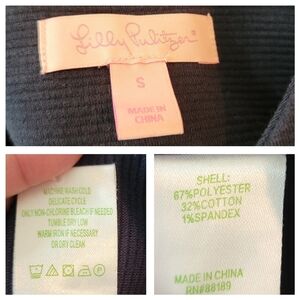 Lilly Pulitzer®
S
MADE IN
CHINA
MACHINE WASH COLD
DELICATE CYCLE
ONLY NON-CHLORINE BLEACH IF NEEDED
TUMBLE DRY LOW
WARM IRON IF NECESSARY
OR DRY CLEAN
SHELL:
67%POLYESTER
32%COTTON
1%SPANDEX
MADE IN CHINA
RN#88189